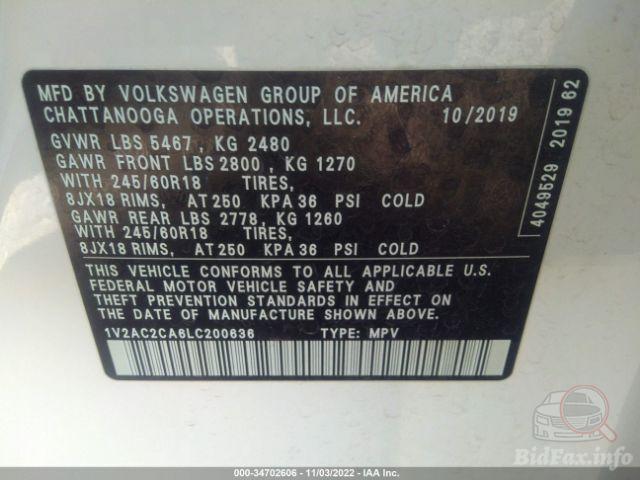 MFD BY VOLKSWAGEN GROUP OF AMERICA
CHATTANOOGA OPERATIONS, LLC. 10/2019
GVWR LBS 5467 , KG 2480
GAWR FRONT LBS 2800 , KG 1270
WITH 245/60R18 TIRES,
8JX18 RIMS, AT 250 KPA 36 PSI COLD
GAWR REAR LBS 2778 , KG 1260
WITH 245/60R18 TIRES,
8JX18 RIMS, AT 250 KPA 36 PSI COLD
THIS VEHICLE CONFORMS TO ALL APPLICABLE U.S.
FEDERAL MOTOR VEHICLE SAFETY AND
THEFT PREVENTION STANDARDS IN EFFECT ON
THE DATE OF MANUFACTURE SHOWN ABOVE.
1V2AC2CA6LC200636 TYPE: MPV
4049529 2019 62
BidFax.info
000-34702606 - 11/03/2022 - IAA Inc.